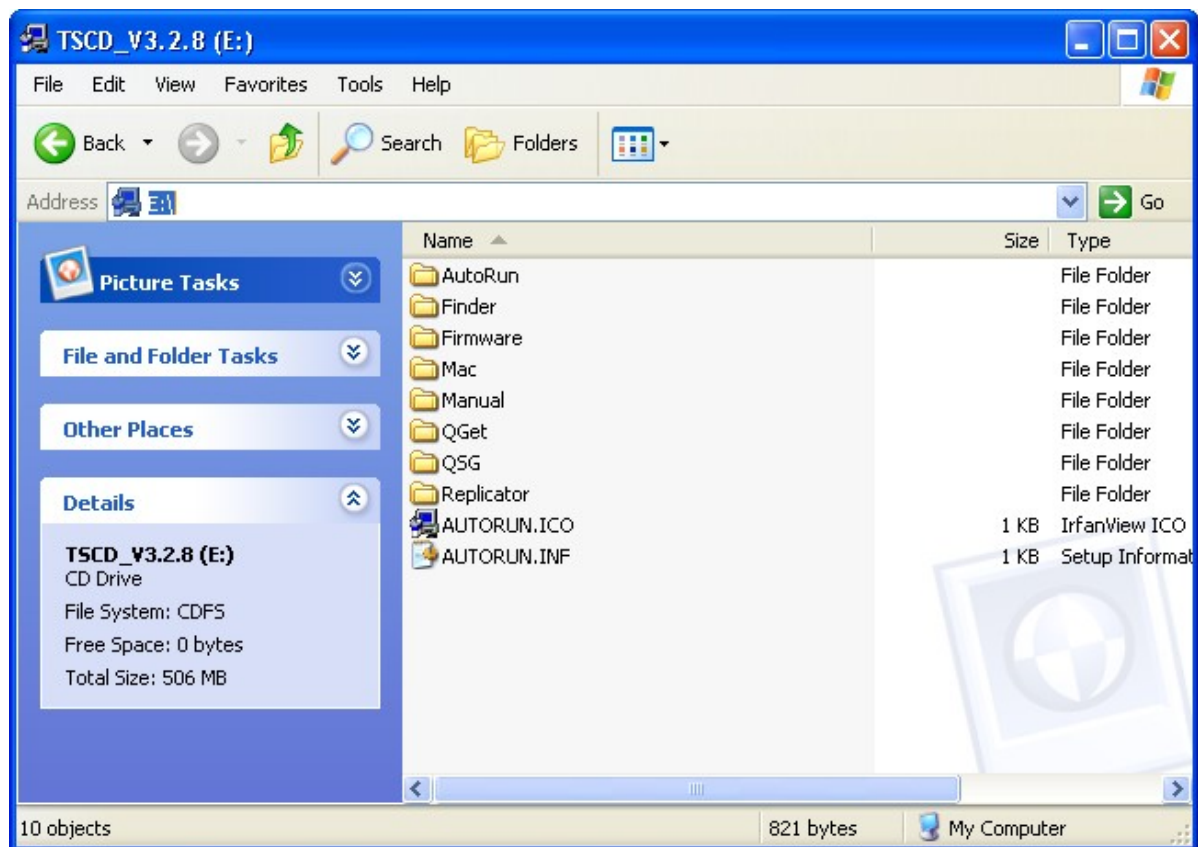 TSCD_V3.2.8 (E:)
File Edit View Favorites Tools Help
Back Search Folders
Address E:\ Go
Picture Tasks
File and Folder Tasks
Other Places
Details
TSCD_V3.2.8 (E:)
CD Drive
File System: CDFS
Free Space: 0 bytes
Total Size: 506 MB
Name Size Type
AutoRun File Folder
Finder File Folder
Firmware File Folder
Mac File Folder
Manual File Folder
QGet File Folder
QSG File Folder
Replicator File Folder
AUTORUN.ICO 1 KB IrfanView ICO
AUTORUN.INF 1 KB Setup Informat
10 objects 821 bytes My Computer